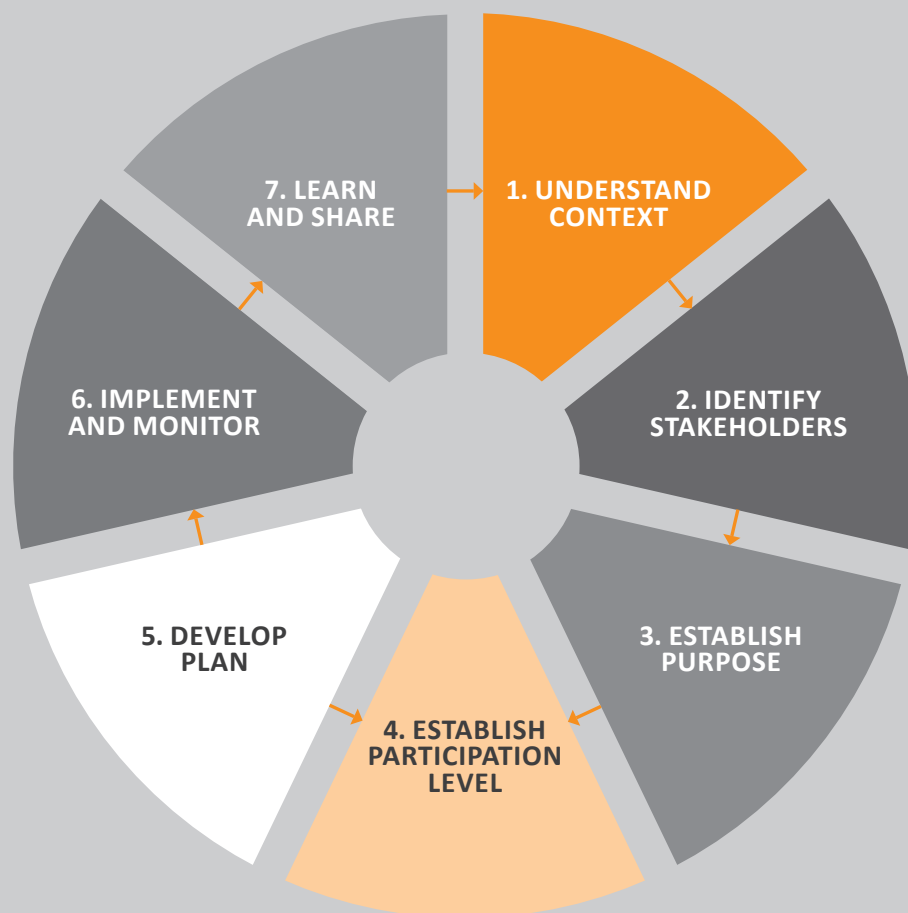 1. UNDERSTAND
CONTEXT
2. IDENTIFY
STAKEHOLDERS
3. ESTABLISH
PURPOSE
4. ESTABLISH
PARTICIPATION
LEVEL
5. DEVELOP
PLAN
6. IMPLEMENT
AND MONITOR
7. LEARN
AND SHARE